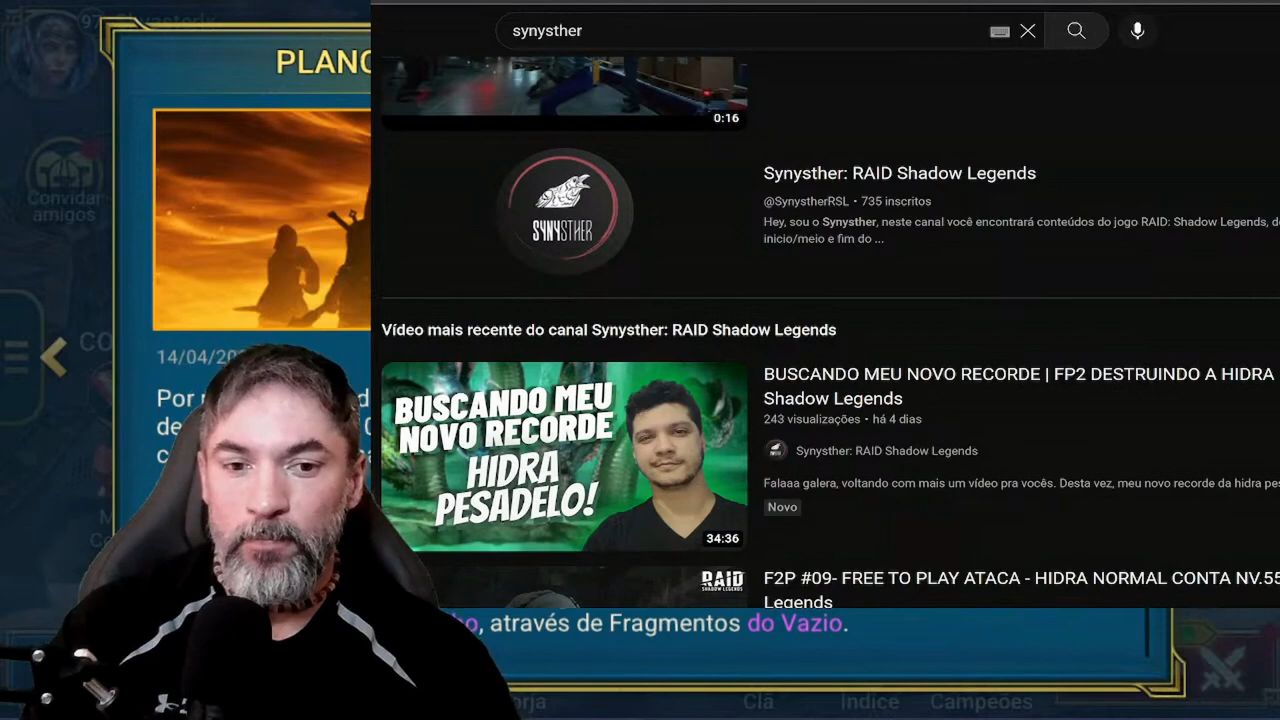 synysther
PLANO
0:16
Convidar
amigos
SYNYSTHER
Synysther: RAID Shadow Legends
@SynystherRSL • 735 inscritos
Hey, sou o Synysther, neste canal você encontrará conteúdos do jogo RAID: Shadow Legends, d
inicio/meio e fim do ...
CO
Vídeo mais recente do canal Synysther: RAID Shadow Legends
14/04/20
Por
de
c
BUSCANDO MEU
NOVO RECORDE
HIDRA
PESADELO!
34:36
BUSCANDO MEU NOVO RECORDE | FP2 DESTRUINDO A HIDRA
Shadow Legends
243 visualizações • há 4 dias
Synysther: RAID Shadow Legends
Falaaa galera, voltando com mais um vídeo pra vocês. Desta vez, meu novo recorde da hidra pes
Novo
RAID
SHADOW LEGENDS
F2P #09- FREE TO PLAY ATACA - HIDRA NORMAL CONTA NV.55
Legends
ho, através de Fragmentos do Vazio.
orja
Clã
Índice
Campeões